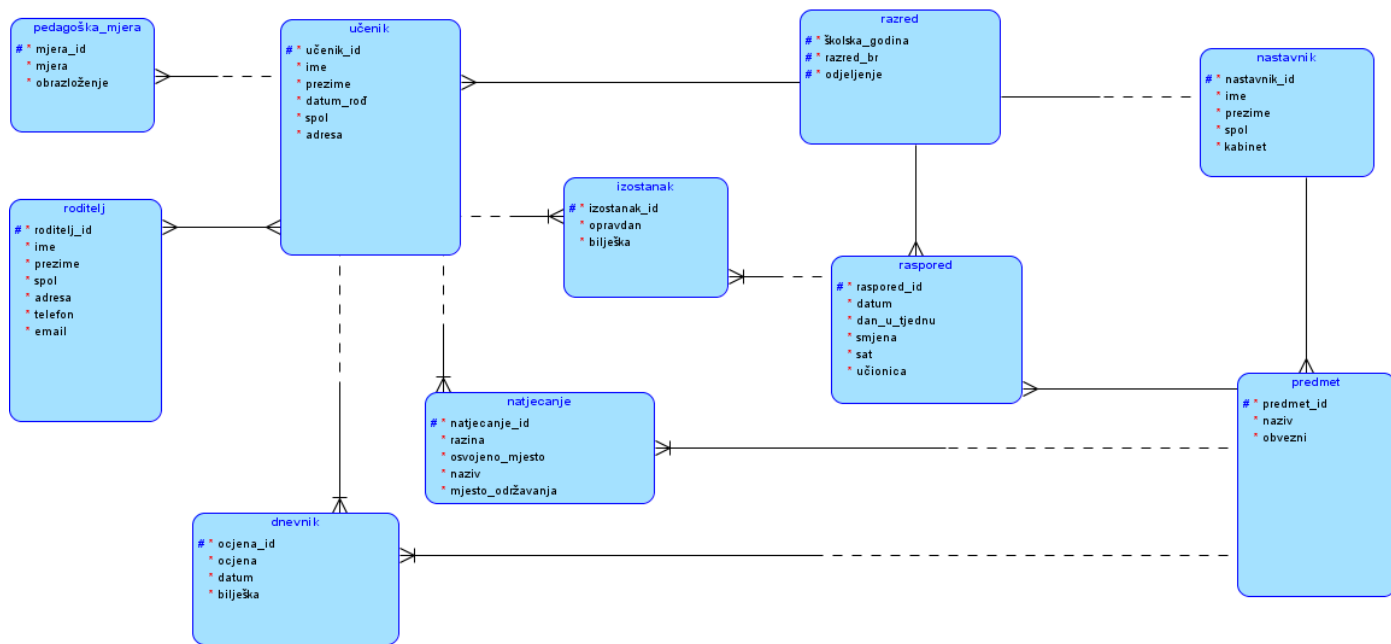 pedagoška_mjera
# * mjera_id
* mjera
* obrazloženje
učenik
# * učenik_id
* ime
* prezime
* datum_rođ
* spol
* adresa
razred
# * školska_godina
# * razred_br
# * odjeljenje
nastavnik
# * nastavnik_id
* ime
* prezime
* spol
* kabinet
roditelj
# * roditelj_id
* ime
* prezime
* spol
* adresa
* telefon
* email
izostanak
# * izostanak_id
* opravdan
* bilješka
raspored
# * raspored_id
* datum
* dan_u_tjednu
* smjena
* sat
* učionica
natjecanje
# * natjecanje_id
* razina
* osvojeno_mjesto
* naziv
* mjesto_održavanja
predmet
# * predmet_id
* naziv
* obvezni
dnevnik
# * ocjena_id
* ocjena
* datum
* bilješka